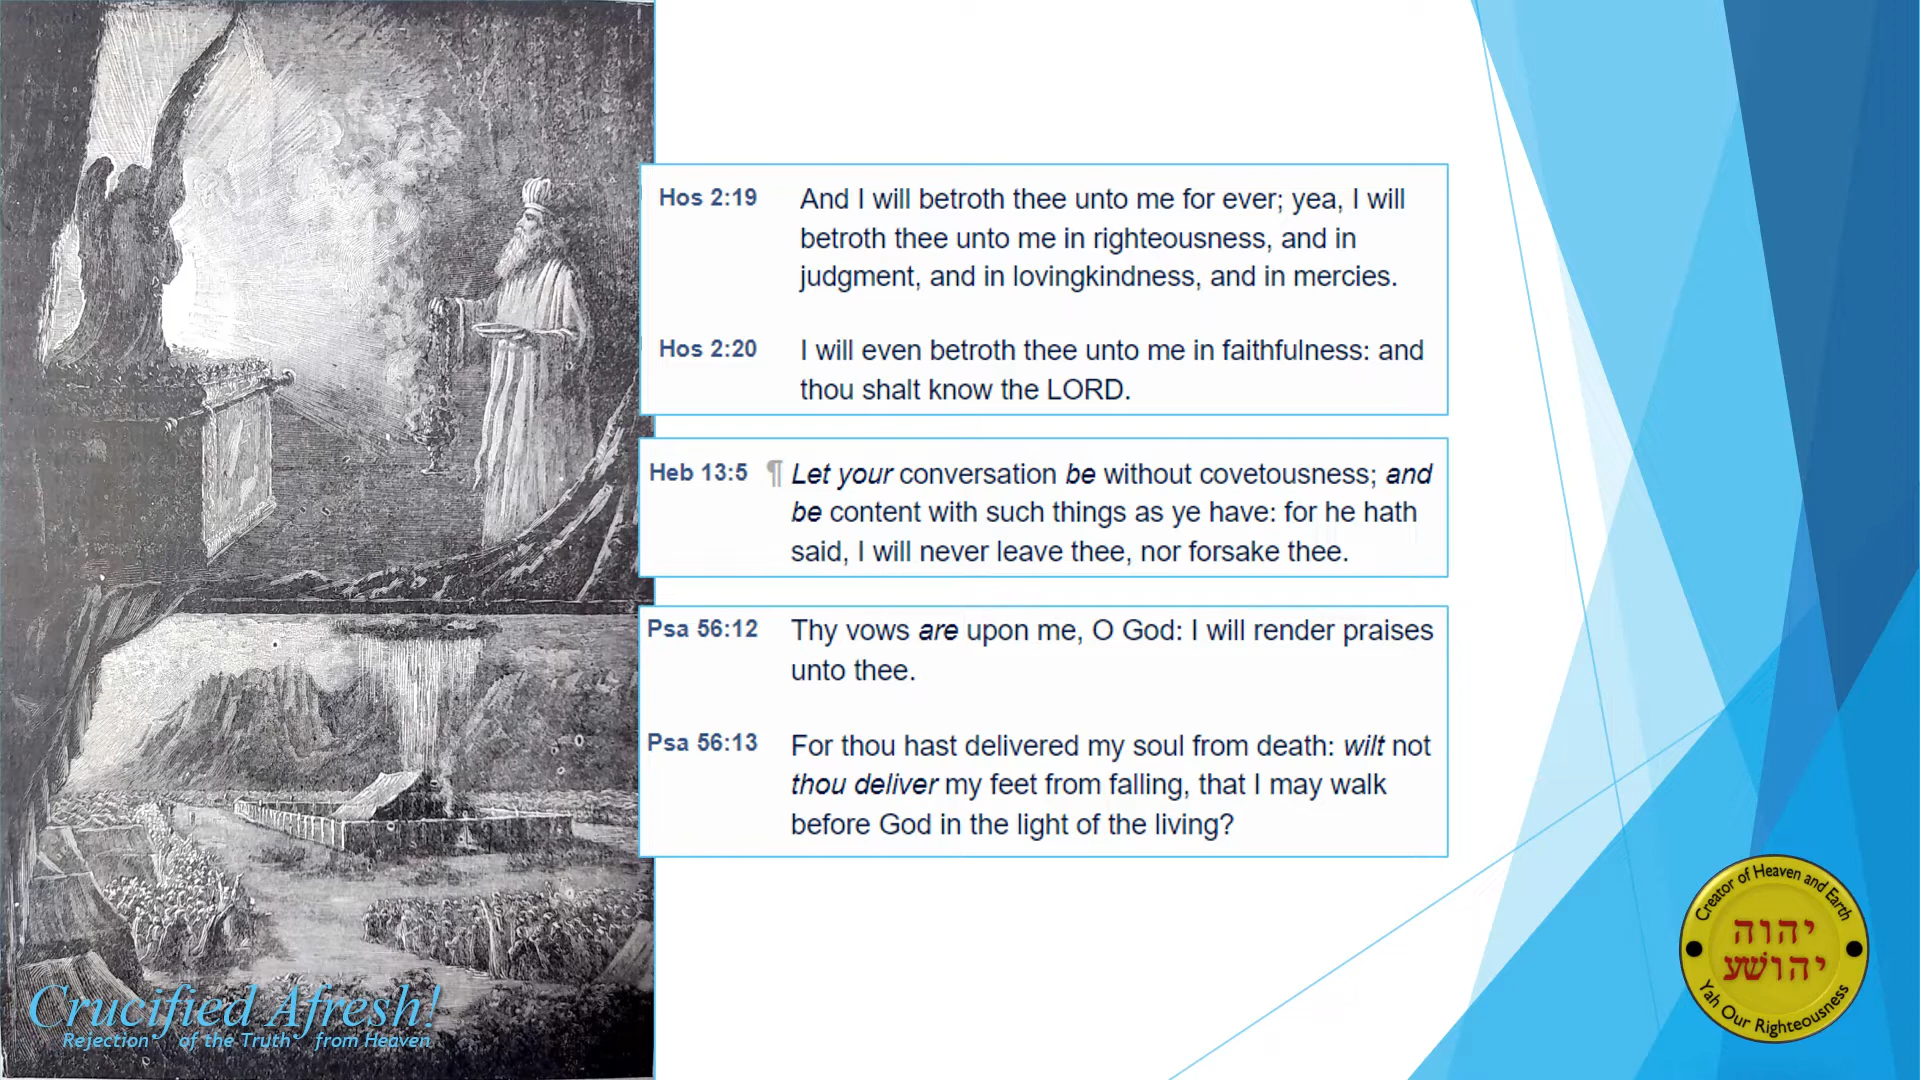 Hos 2:19 And I will betroth thee unto me for ever; yea, I will
betroth thee unto me in righteousness, and in
judgment, and in lovingkindness, and in mercies.
Hos 2:20 I will even betroth thee unto me in faithfulness: and
thou shalt know the LORD.
Heb 13:5 ¶ Let your conversation be without covetousness; and
be content with such things as ye have: for he hath
said, I will never leave thee, nor forsake thee.
Psa 56:12 Thy vows are upon me, O God: I will render praises
unto thee.
Psa 56:13 For thou hast delivered my soul from death: wilt not
thou deliver my feet from falling, that I may walk
before God in the light of the living?
Crucified Afresh!
Rejection of the Truth from Heaven
Creator of Heaven and Earth
יהוה
יהושע
Yah Our Righteousness